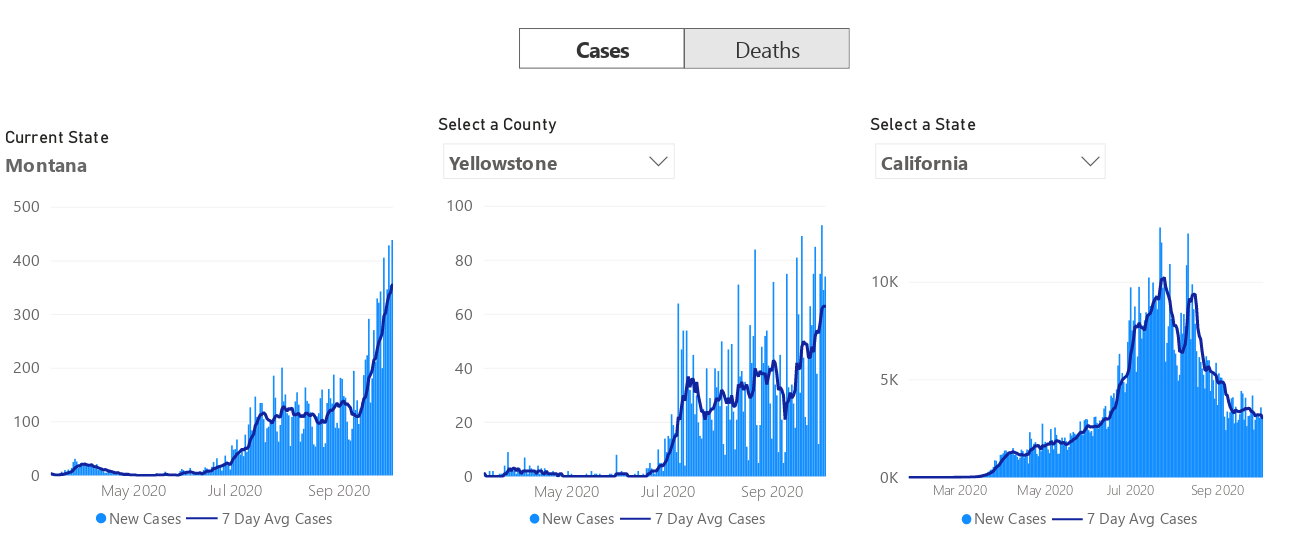 Cases Deaths
Current State
Montana
500
400
300
200
100
0
May 2020 Jul 2020 Sep 2020
New Cases 7 Day Avg Cases
Select a County
Yellowstone
100
80
60
40
20
0
May 2020 Jul 2020 Sep 2020
New Cases 7 Day Avg Cases
Select a State
California
10K
5K
0K
Mar 2020 May 2020 Jul 2020 Sep 2020
New Cases 7 Day Avg Cases